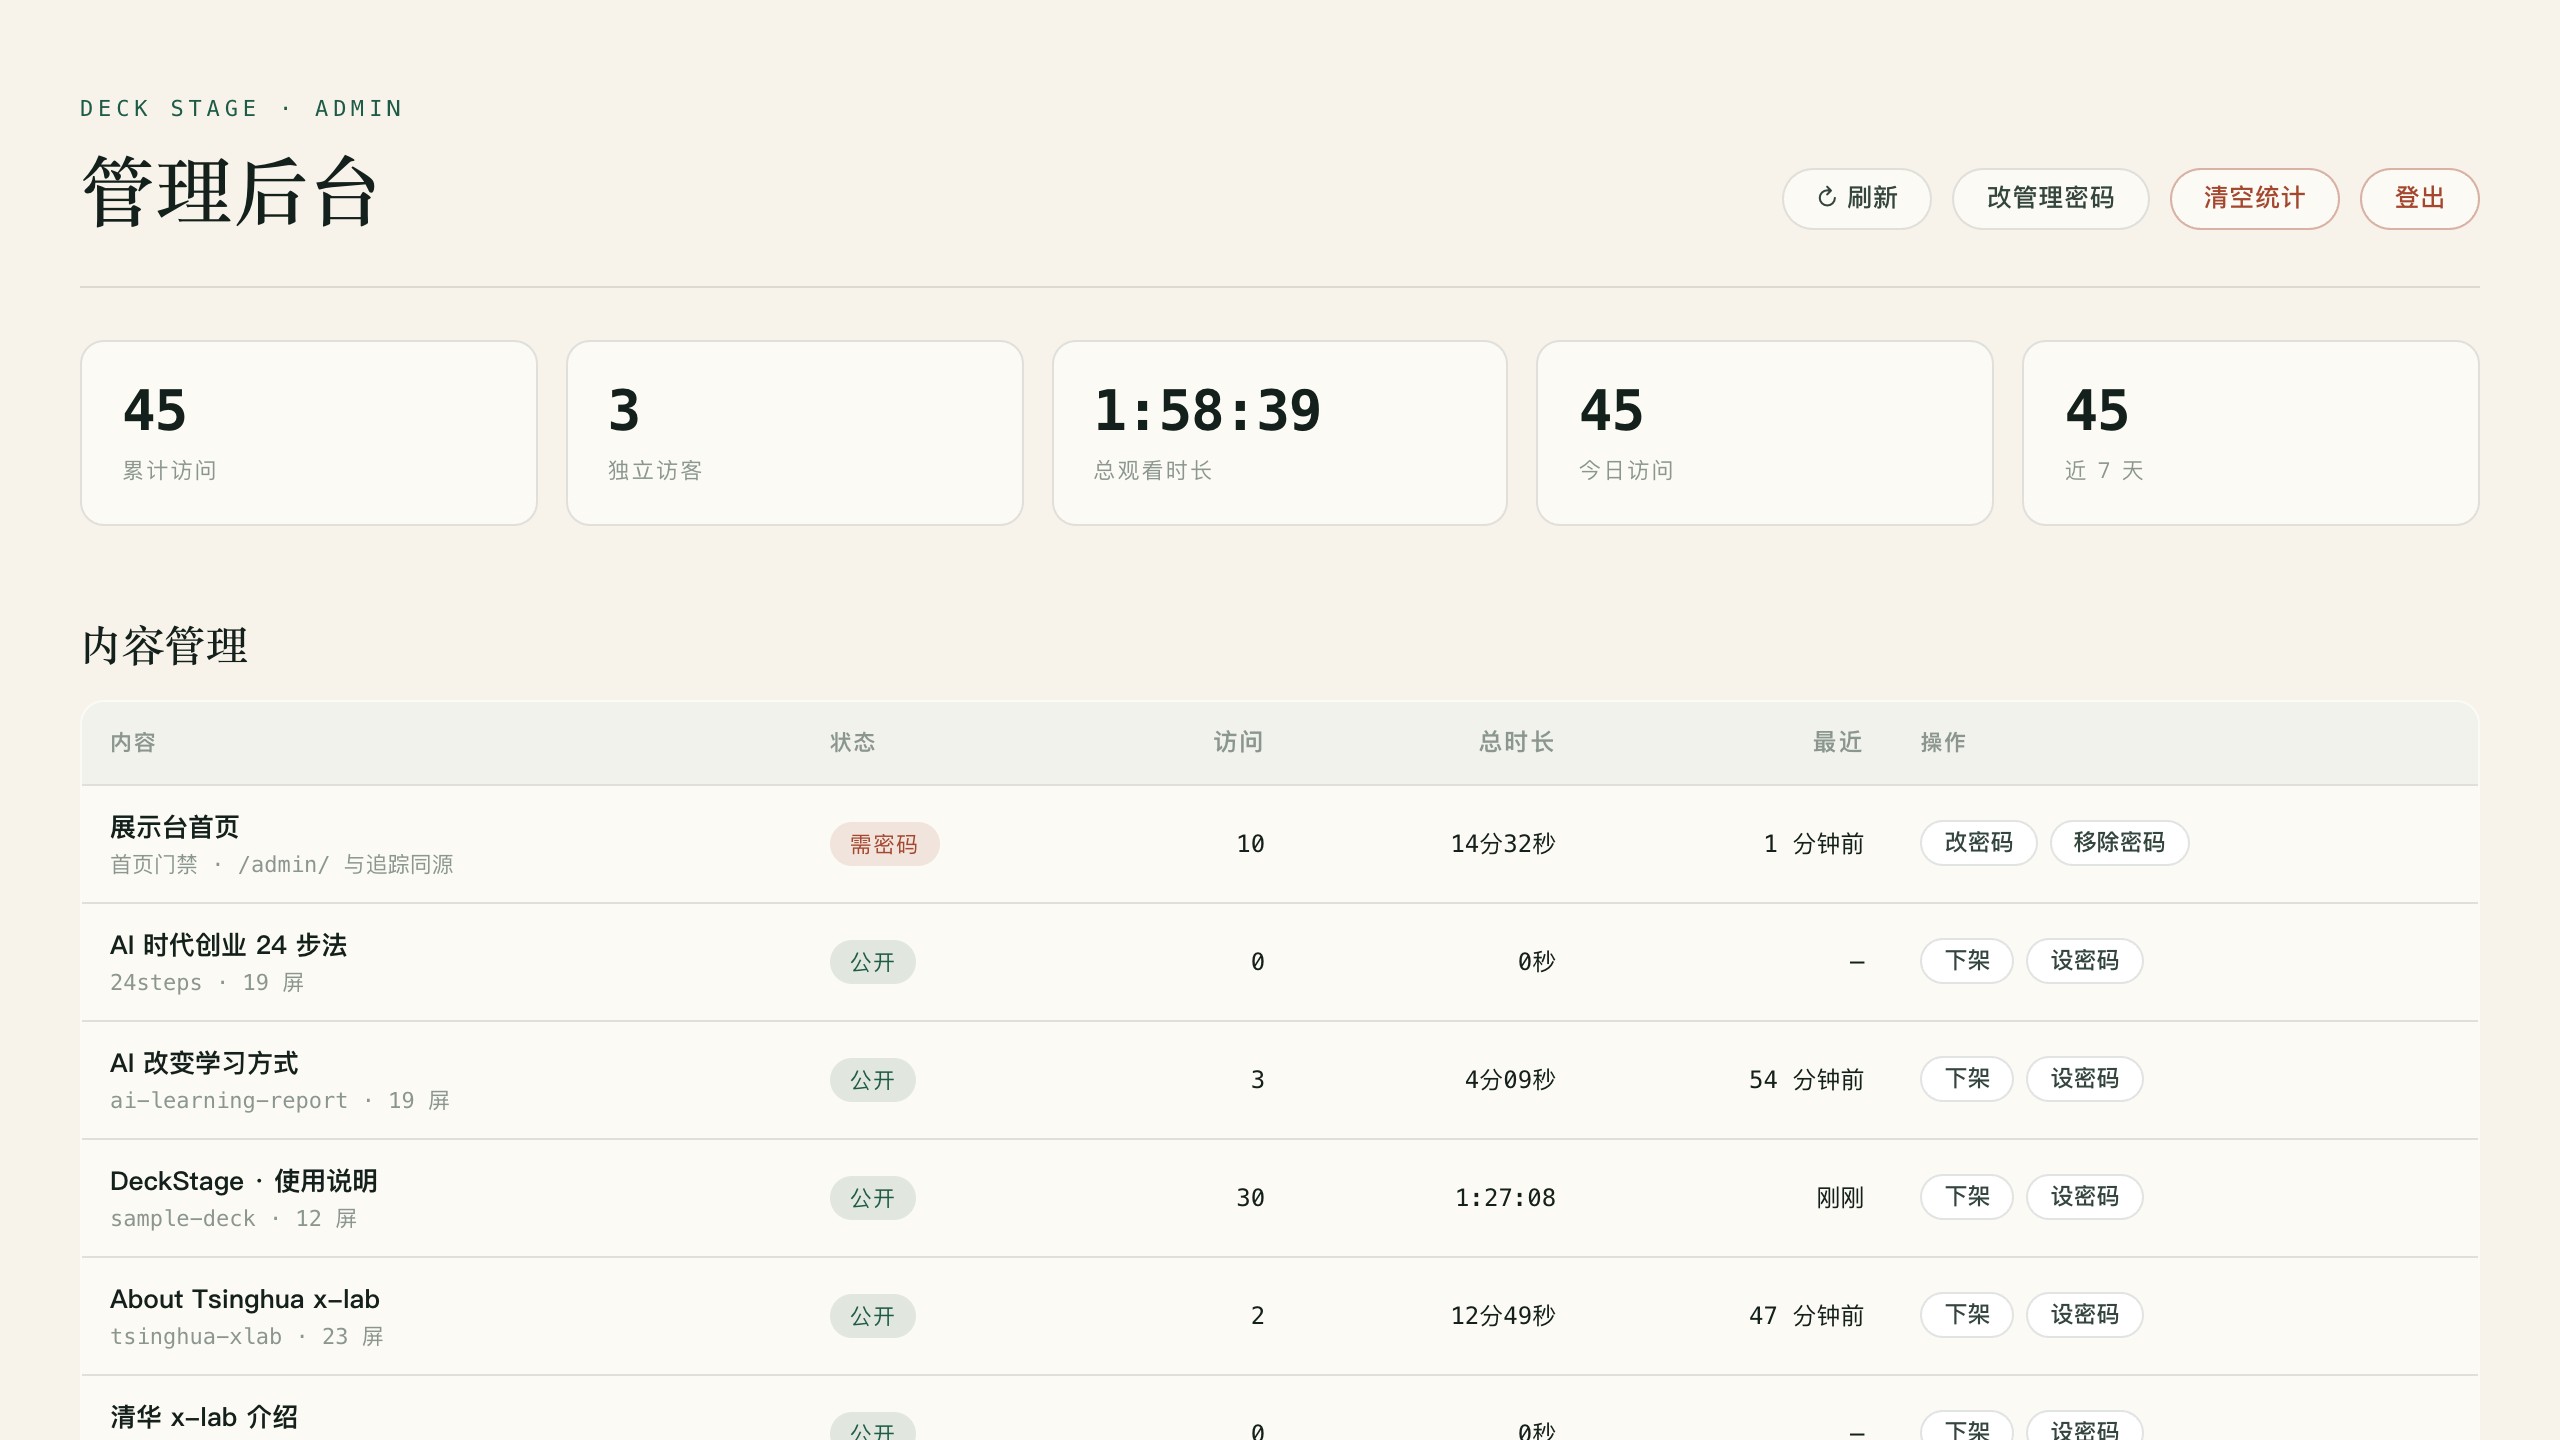 DECK STAGE · ADMIN
管理后台
↻ 刷新 改管理密码 清空统计 登出
45 3 1:58:39 45 45
累计访问 独立访客 总观看时长 今日访问 近 7 天
内容管理
内容 状态 访问 总时长 最近 操作
展示台首页
首页门禁 · /admin/ 与追踪同源
需密码 10 14分32秒 1 分钟前 改密码 移除密码
AI 时代创业 24 步法
24steps · 19 屏
公开 0 0秒 — 下架 设密码
AI 改变学习方式
ai-learning-report · 19 屏
公开 3 4分09秒 54 分钟前 下架 设密码
DeckStage · 使用说明
sample-deck · 12 屏
公开 30 1:27:08 刚刚 下架 设密码
About Tsinghua x-lab
tsinghua-xlab · 23 屏
公开 2 12分49秒 47 分钟前 下架 设密码
清华 x-lab 介绍
公开 0 0秒 — 下架 设密码